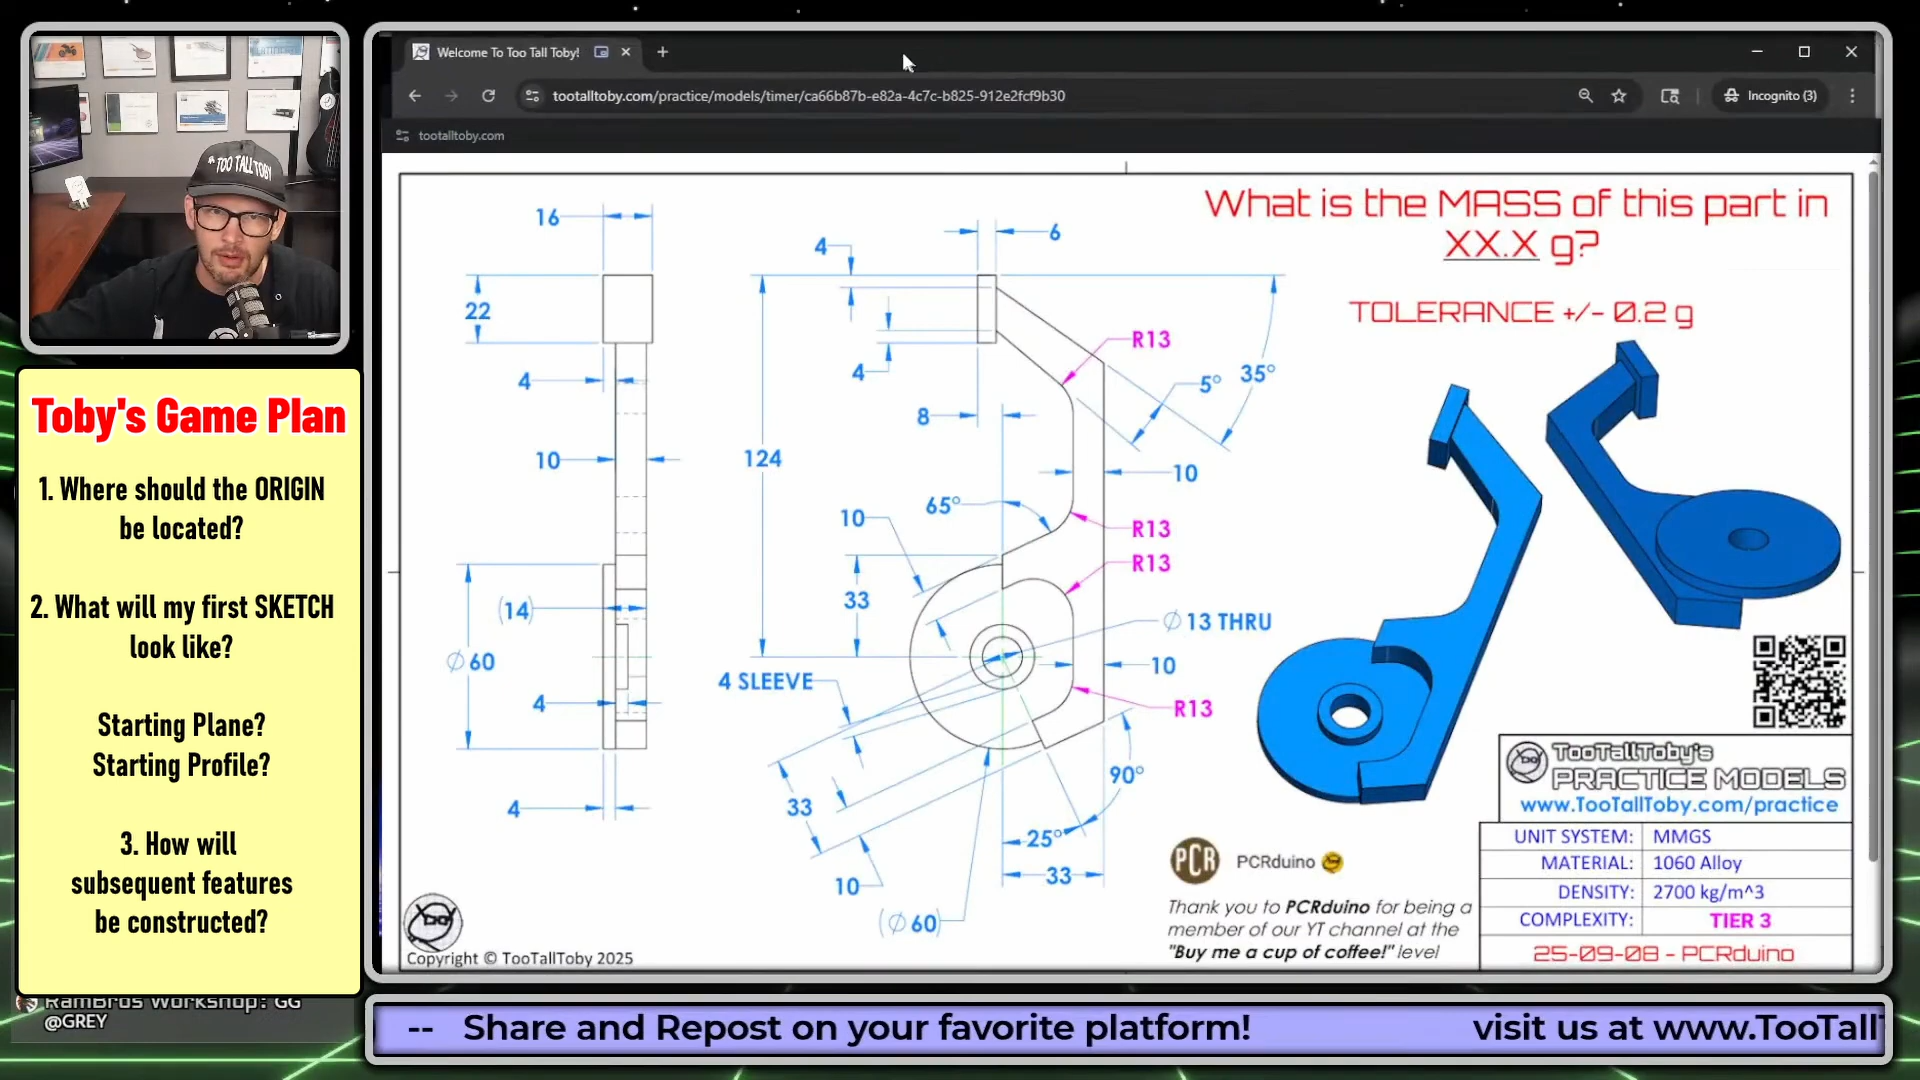 Welcome To Too Tall Toby!
tootalltoby.com/practice/models/timer/ca66b87b-e82a-4c7c-b825-912e2fcf9b30
Incognito (3)
tootalltoby.com
TOO TALL TOBY
Toby's Game Plan
1. Where should the ORIGIN
be located?
2. What will my first SKETCH
look like?
Starting Plane?
Starting Profile?
3. How will
subsequent features
be constructed?
RamBros Workshop: GG
@GREY
What is the MASS of this part in
XX.X g?
TOLERANCE +/- 0.2 g
16
22
4
10
(14)
Ø 60
4
4
4
6
4
8
124
R13
5°
35°
10
65°
10
R13
R13
33
Ø 13 THRU
10
4 SLEEVE
R13
90°
33
25°
10
33
(Ø 60)
TooTallToby's
PRACTICE MODELS
www.TooTallToby.com/practice
UNIT SYSTEM: MMGS
MATERIAL: 1060 Alloy
DENSITY: 2700 kg/m^3
COMPLEXITY: TIER 3
25-09-08 - PCRduino
PCR PCRduino
Thank you to PCRduino for being a
member of our YT channel at the
"Buy me a cup of coffee!" level
Copyright © TooTallToby 2025
-- Share and Repost on your favorite platform! visit us at www.TooTall